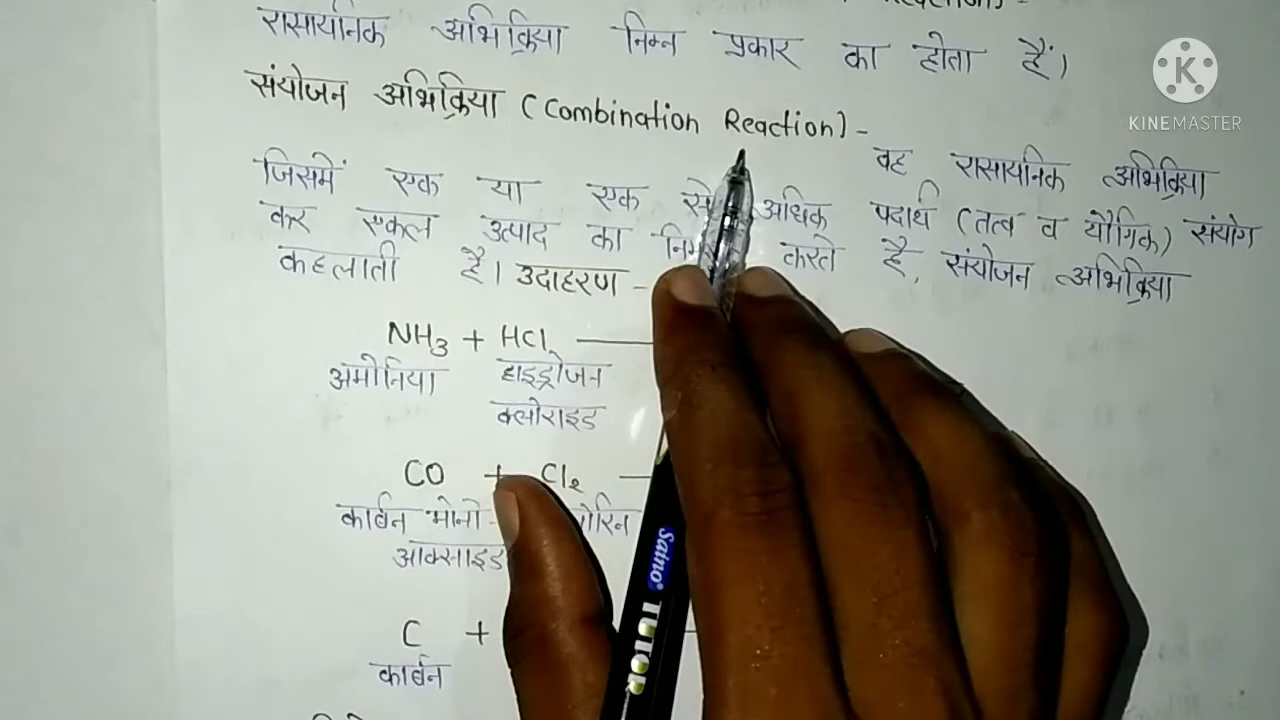 रासायनिक अभिक्रिया निम्न प्रकार का होता हैं।
संयोजन अभिक्रिया (Combination Reaction) -
वह रासायनिक अभिक्रिया
जिसमें एक या एक से अधिक पदार्थ (तत्व व यौगिक) संयोग
कर एकल उत्पाद का करते है, संयोजन अभिक्रिया
कहलाती है। उदाहरण -
NH3 + HCl
अमोनिया हाइड्रोजन
क्लोराइड
CO + Cl2
कार्बन मोनो-
आक्साइड
C +
कार्बन
Saino TUTOR
K
KINEMASTER